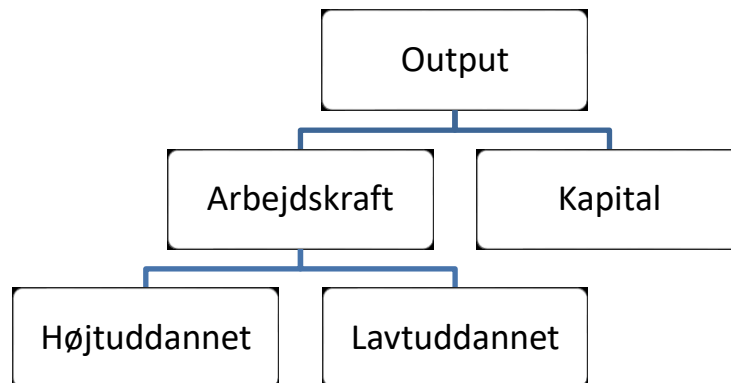 Output
Arbejdskraft
Kapital
Højtuddannet
Lavtuddannet